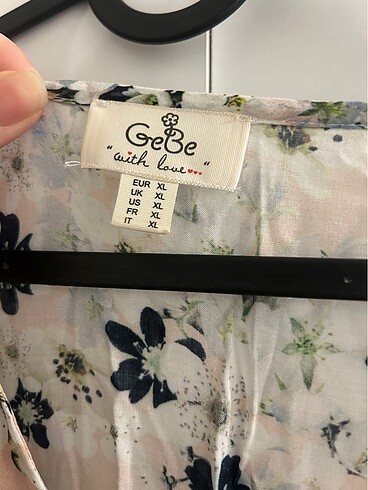 GeBe
"with love..."
EUR XL
UK XL
US XL
FR XL
IT XL